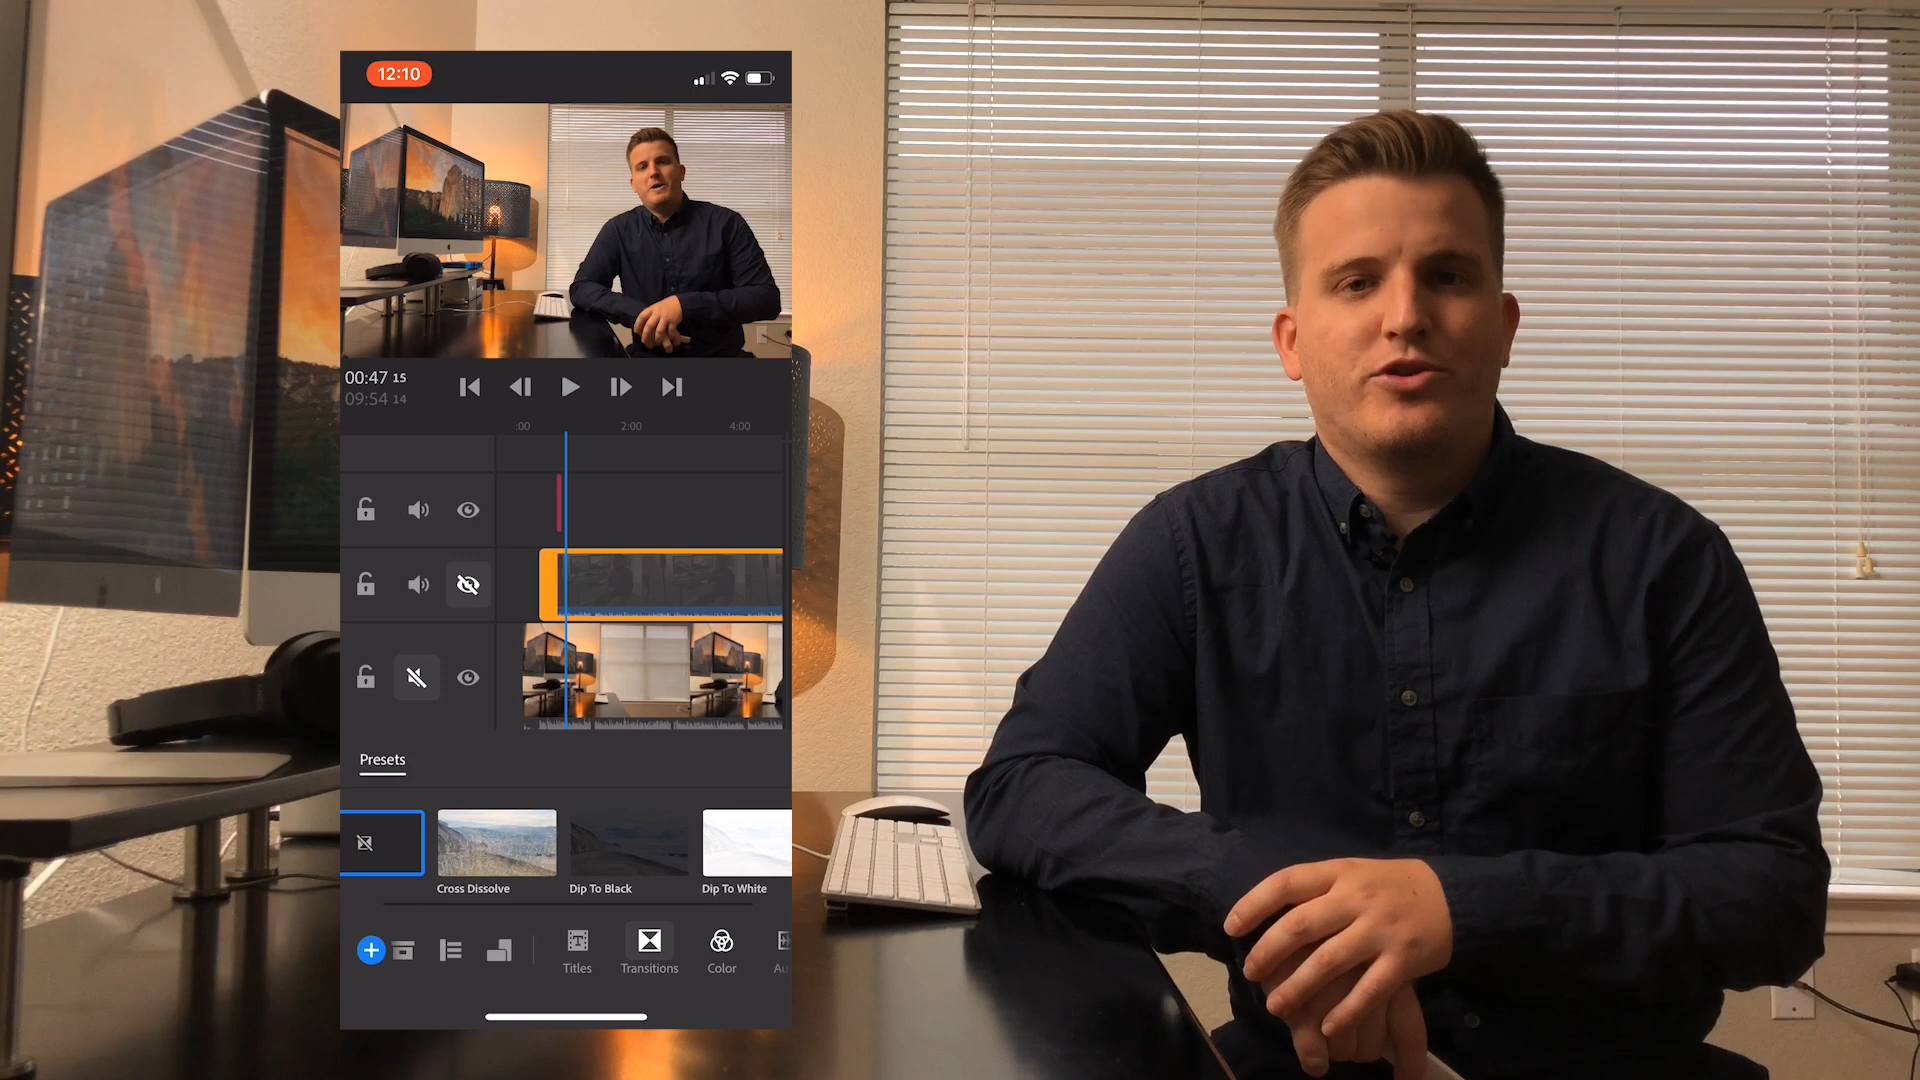 12:10
00:47 15
09:54 14
:00 2:00 4:00
Presets
Cross Dissolve Dip To Black Dip To White
Titles Transitions Color Au